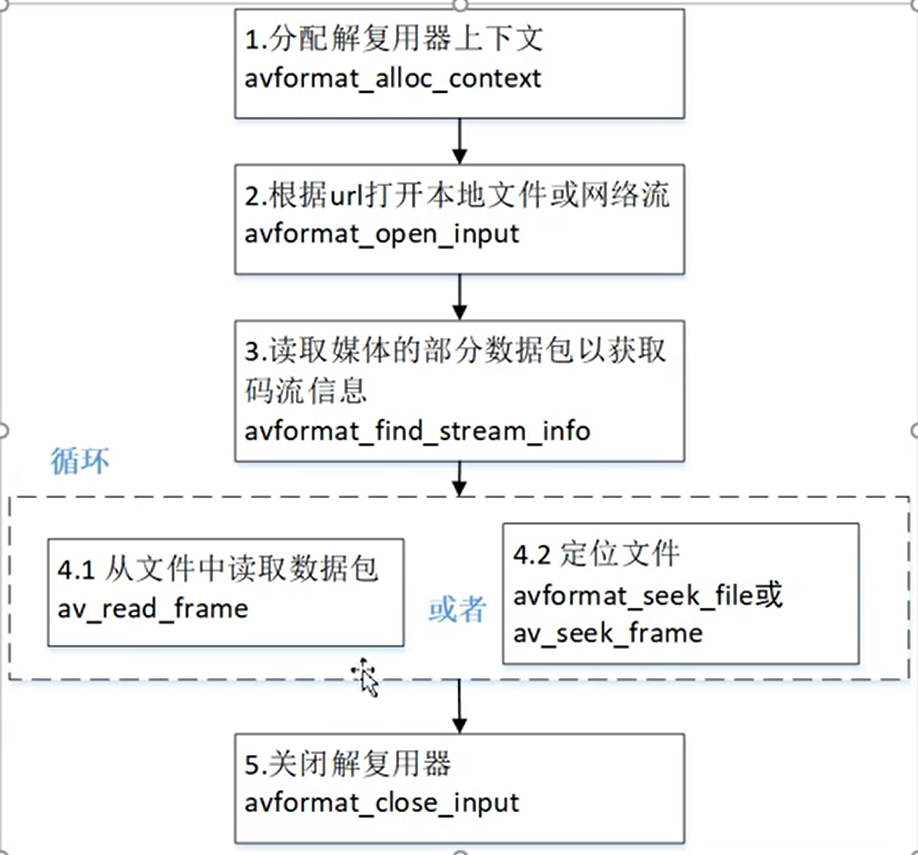 1.分配解复用器上下文
avformat_alloc_context
2.根据url打开本地文件或网络流
avformat_open_input
3.读取媒体的部分数据包以获取
码流信息
avformat_find_stream_info
循环
4.1 从文件中读取数据包
av_read_frame
或者
4.2 定位文件
avformat_seek_file或
av_seek_frame
5.关闭解复用器
avformat_close_input